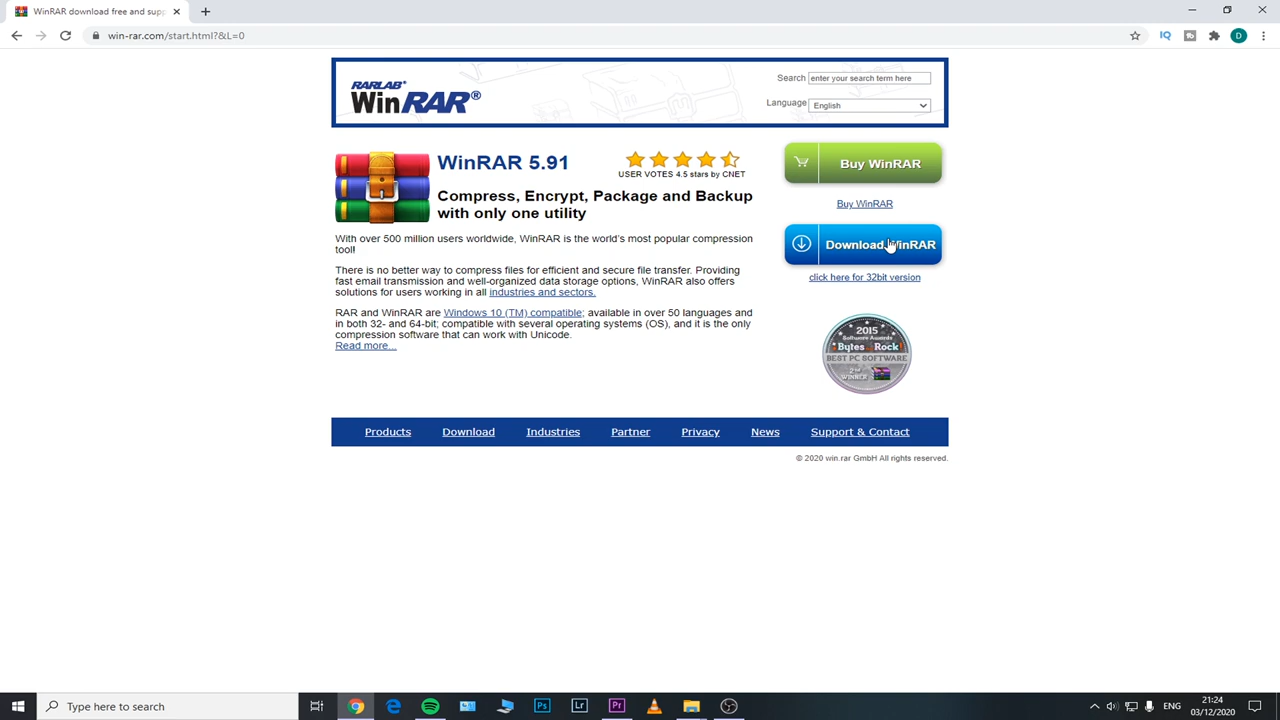 WinRAR download free and supp
win-rar.com/start.html?&L=0
IQ
D
RARLAB®
WinRAR®
Search
enter your search term here
Language
English
WinRAR 5.91
USER VOTES 4.5 stars by CNET
Compress, Encrypt, Package and Backup
with only one utility
With over 500 million users worldwide, WinRAR is the world's most popular compression
tool!
There is no better way to compress files for efficient and secure file transfer. Providing
fast email transmission and well-organized data storage options, WinRAR also offers
solutions for users working in all industries and sectors.
RAR and WinRAR are Windows 10 (TM) compatible; available in over 50 languages and
in both 32- and 64-bit; compatible with several operating systems (OS), and it is the only
compression software that can work with Unicode.
Read more...
Buy WinRAR
Buy WinRAR
Download WinRAR
click here for 32bit version
2015
Software Awards
Bytes Rock
BEST PC SOFTWARE
2nd
WINNER
Products Download Industries Partner Privacy News Support & Contact
© 2020 win.rar GmbH All rights reserved.
Type here to search
Ps
Lr
Pr
ENG
21:24
03/12/2020